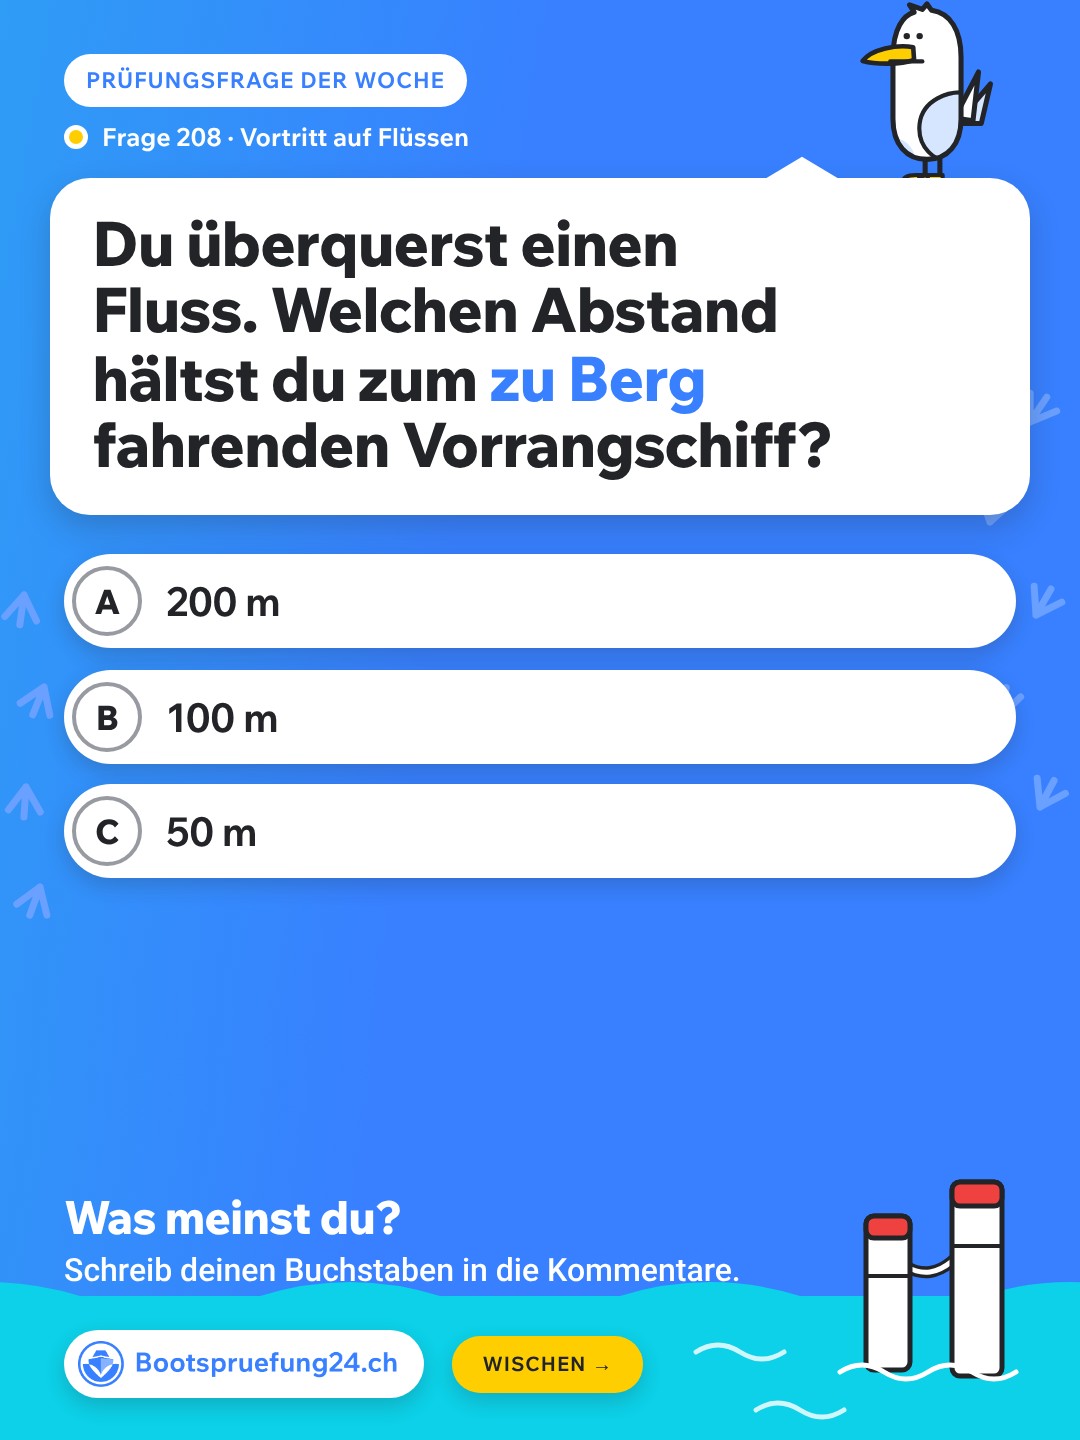 PRÜFUNGSFRAGE DER WOCHE
Frage 208 · Vortritt auf Flüssen
Du überquerst einen
Fluss. Welchen Abstand
hältst du zum zu Berg
fahrenden Vorrangschiff?
A 200 m
B 100 m
C 50 m
Was meinst du?
Schreib deinen Buchstaben in die Kommentare.
Bootspruefung24.ch
WISCHEN →